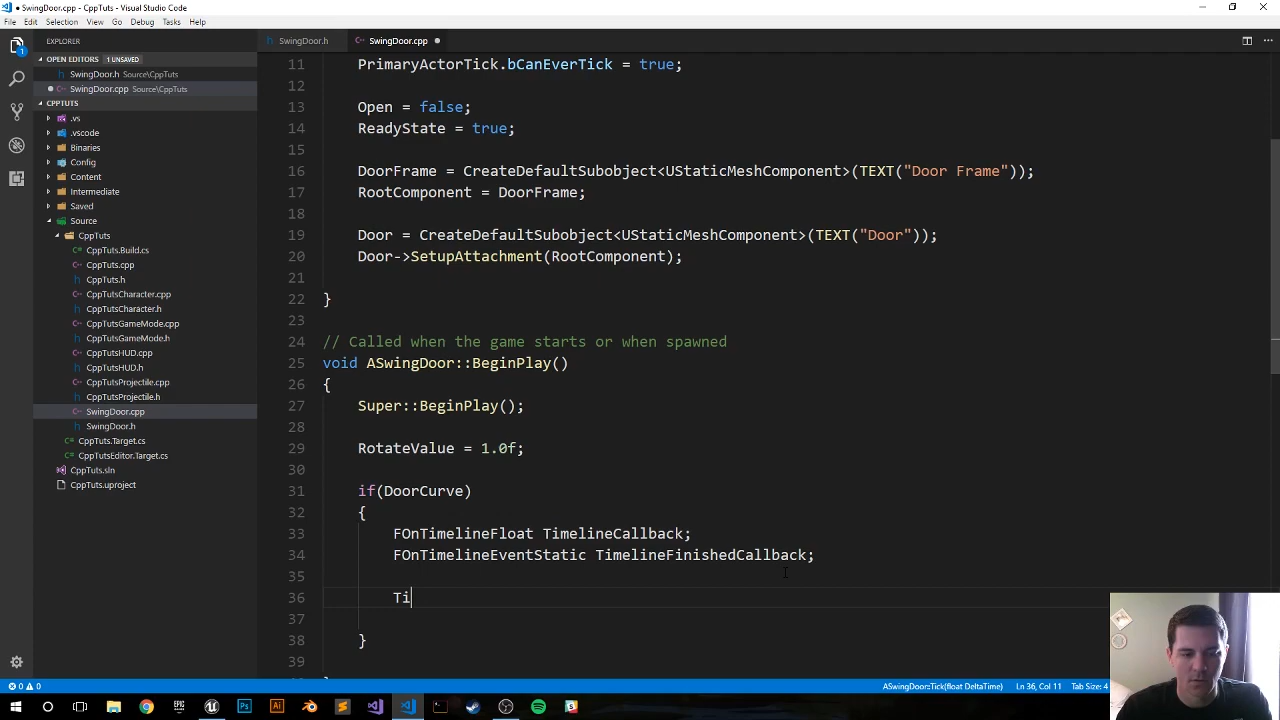 SwingDoor.cpp - CppTuts - Visual Studio Code
File Edit Selection View Go Debug Tasks Help
EXPLORER
SwingDoor.h
SwingDoor.cpp
OPEN EDITORS 1 UNSAVED
SwingDoor.h Source\CppTuts
SwingDoor.cpp Source\CppTuts
CPPTUTS
.vs
.vscode
Binaries
Config
Content
Intermediate
Saved
Source
CppTuts
CppTuts.Build.cs
CppTuts.cpp
CppTuts.h
CppTutsCharacter.cpp
CppTutsCharacter.h
CppTutsGameMode.cpp
CppTutsGameMode.h
CppTutsHUD.cpp
CppTutsHUD.h
CppTutsProjectile.cpp
CppTutsProjectile.h
SwingDoor.cpp
SwingDoor.h
CppTuts.Target.cs
CppTutsEditor.Target.cs
CppTuts.sln
CppTuts.uproject
11 PrimaryActorTick.bCanEverTick = true;
12
13 Open = false;
14 ReadyState = true;
15
16 DoorFrame = CreateDefaultSubobject<UStaticMeshComponent>(TEXT("Door Frame"));
17 RootComponent = DoorFrame;
18
19 Door = CreateDefaultSubobject<UStaticMeshComponent>(TEXT("Door"));
20 Door->SetupAttachment(RootComponent);
21
22 }
23
24 // Called when the game starts or when spawned
25 void ASwingDoor::BeginPlay()
26 {
27 Super::BeginPlay();
28
29 RotateValue = 1.0f;
30
31 if(DoorCurve)
32 {
33 FOnTimelineFloat TimelineCallback;
34 FOnTimelineEventStatic TimelineFinishedCallback;
35
36 Ti
37
38 }
39
0 0 ASwingDoor::Tick(float DeltaTime) Ln 36, Col 11 Tab Size: 4